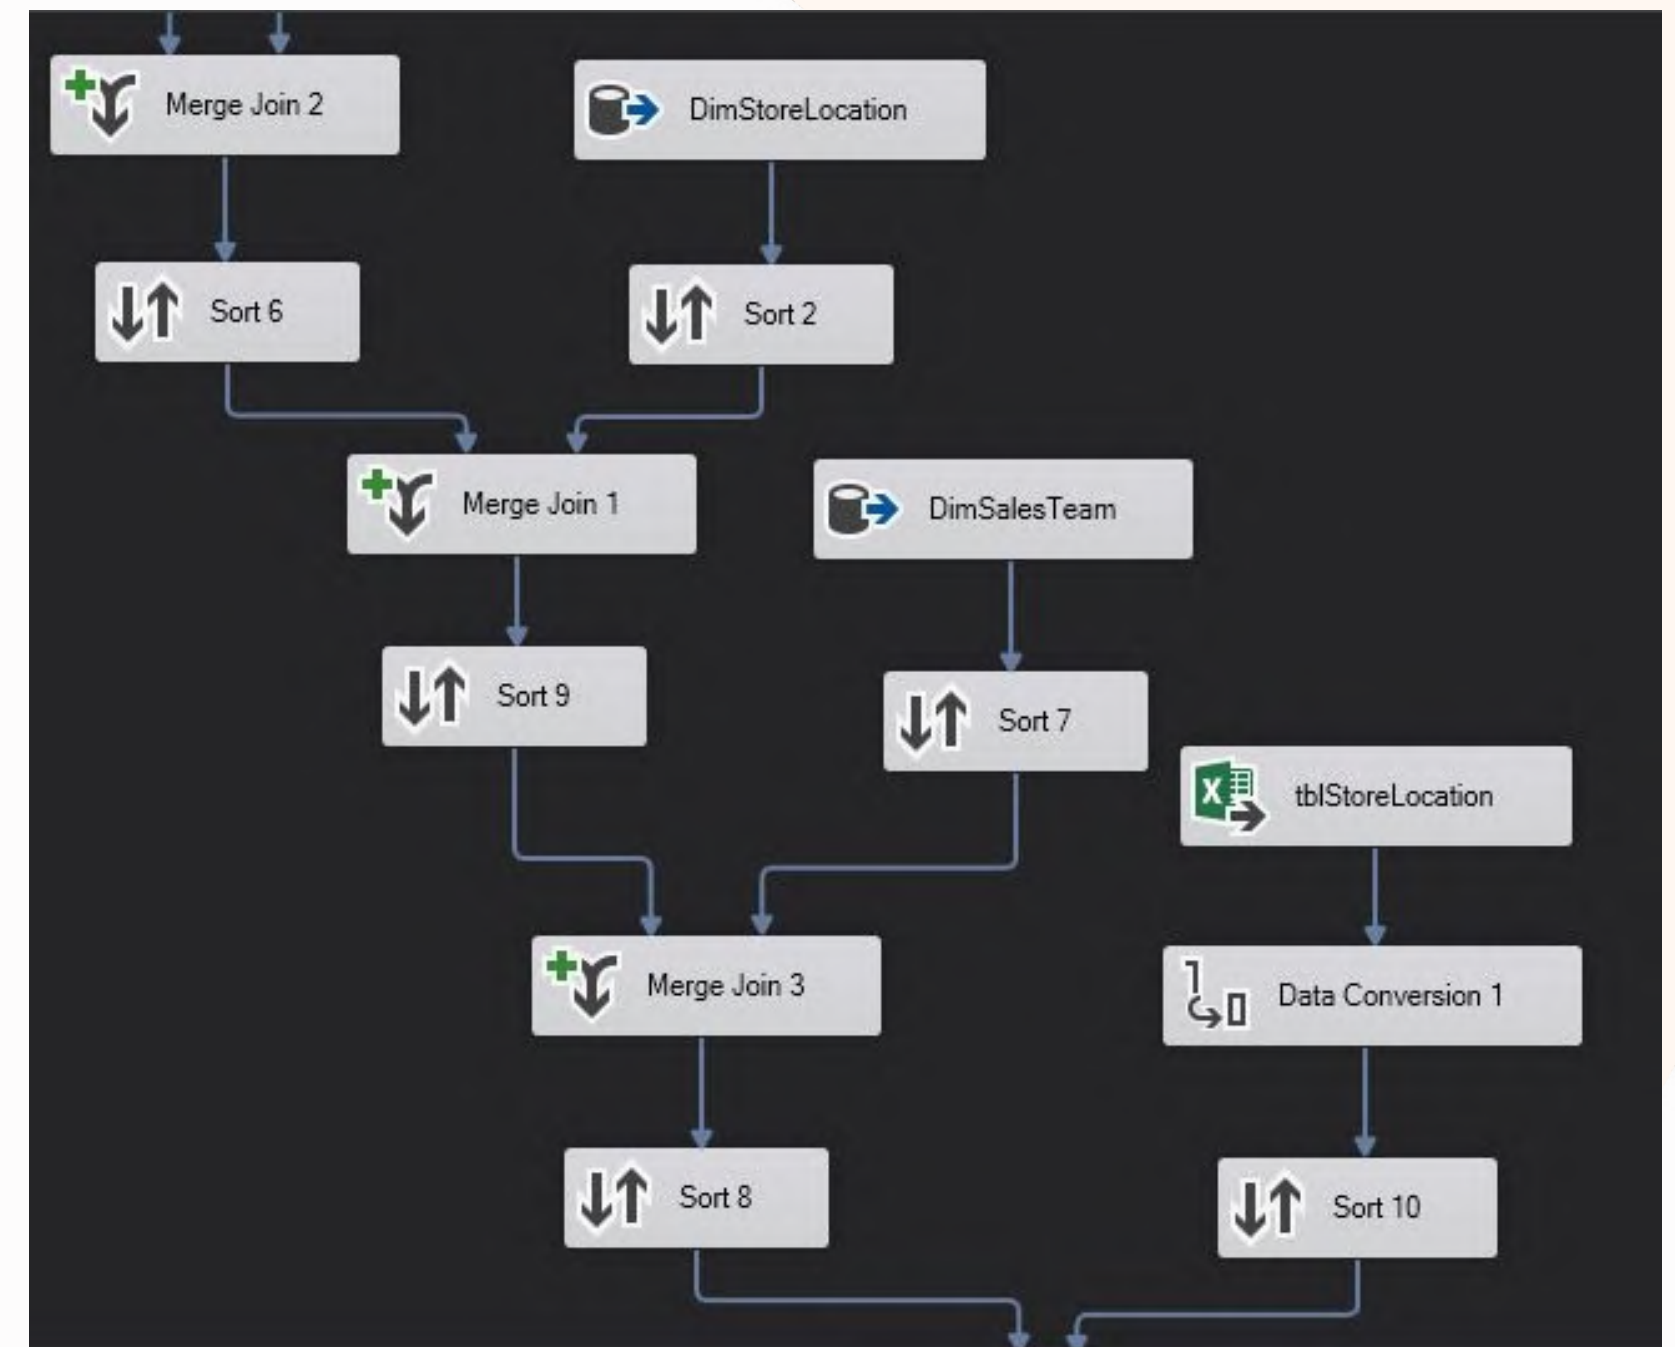 Merge Join 2
DimStoreLocation
Sort 6
Sort 2
Merge Join 1
DimSalesTeam
Sort 9
Sort 7
tblStoreLocation
Merge Join 3
Data Conversion 1
Sort 8
Sort 10